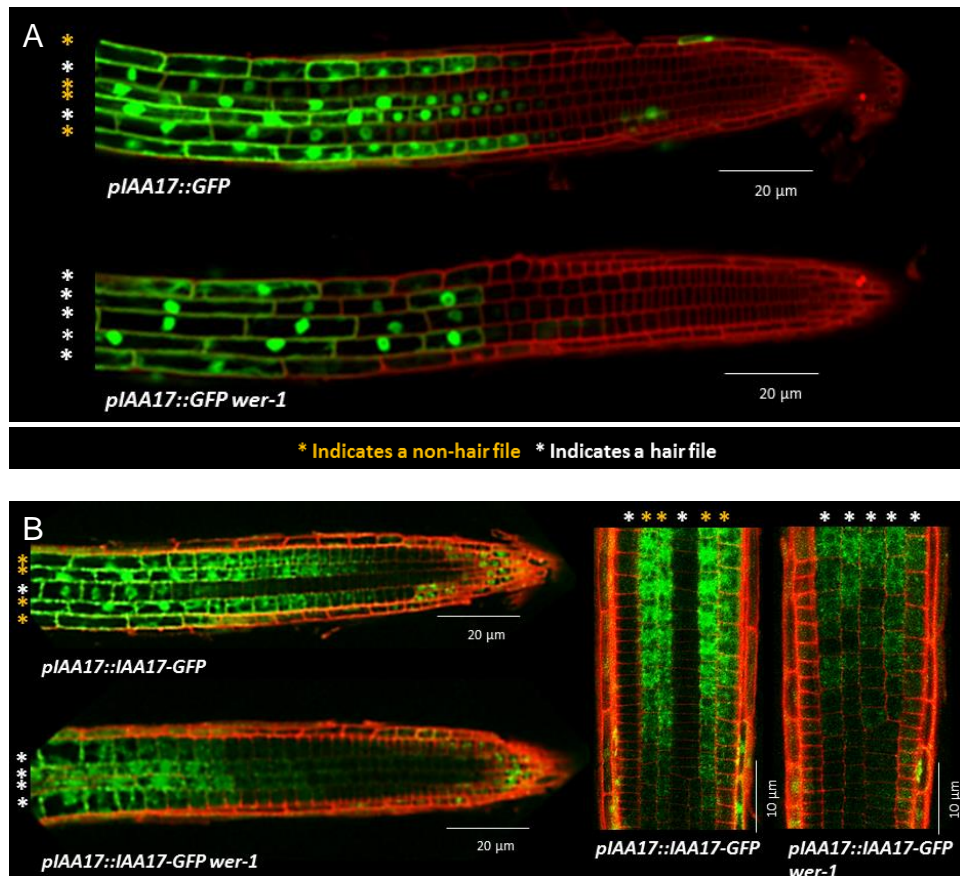 A
*
*
*
*
*
*
pIAA17::GFP
20 µm
*
*
*
*
*
pIAA17::GFP wer-1
20 µm
* Indicates a non-hair file * Indicates a hair file
B
*
*
*
*
*
pIAA17::IAA17-GFP
20 µm
*
*
*
*
pIAA17::IAA17-GFP wer-1
20 µm
* * * * * *
pIAA17::IAA17-GFP
10 µm
* * * * *
pIAA17::IAA17-GFP
wer-1
10 µm